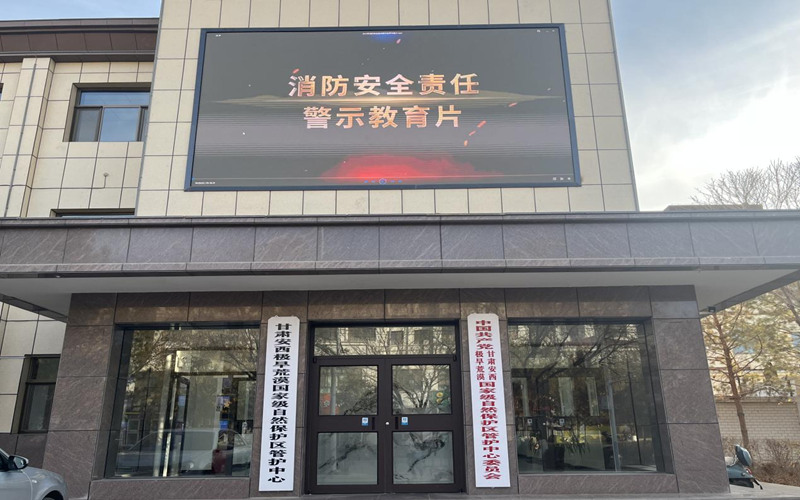 消防安全责任
警示教育片
甘肃安西极旱荒漠国家级自然保护区管护中心
中国共产党甘肃安西极旱荒漠国家级自然保护区管护中心委员会